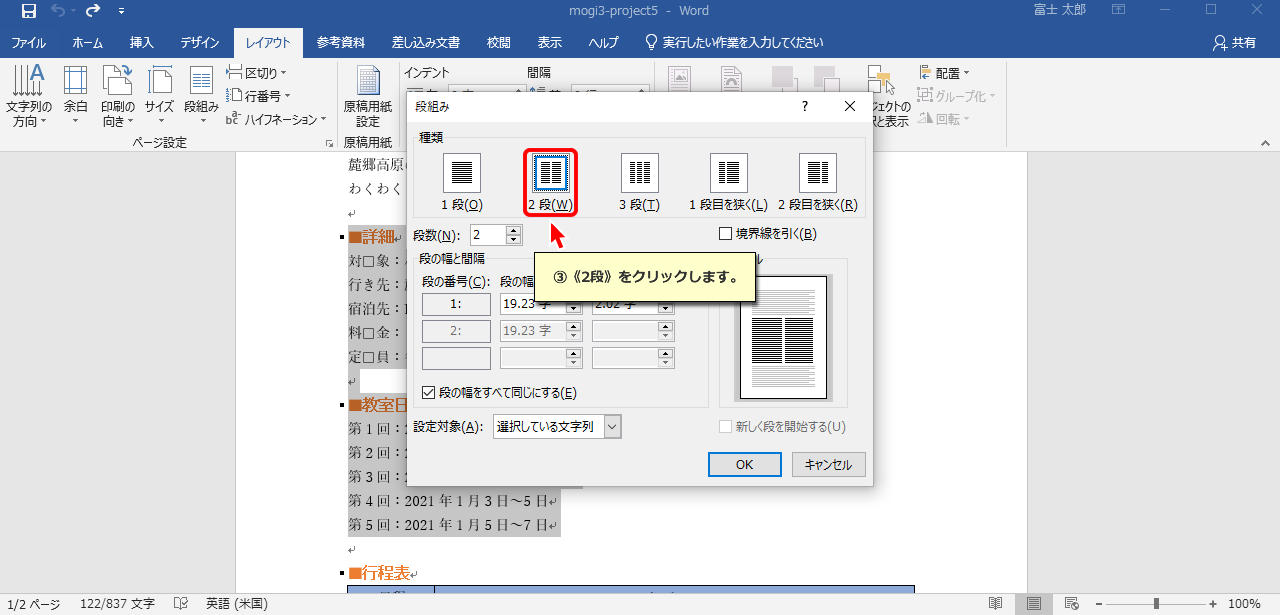 mogi3-project5 - Word
富士 太郎
ファイル ホーム 挿入 デザイン レイアウト 参考資料 差し込み文書 校閲 表示 ヘルプ 実行したい作業を入力してください 共有
文字列の方向 余白 印刷の向き サイズ 段組み
区切り
行番号
ハイフネーション
ページ設定
原稿用紙設定
原稿用紙
インデント 間隔
配置
グループ化
回転
段組み ? ×
種類
1 段(O) 2 段(W) 3 段(T) 1 段目を狭く(L) 2 段目を狭く(R)
段数(N): 2 境界線を引く(B)
段の幅と間隔
段の番号(C): 段の幅
1: 19.23 字 2.02 字
2: 19.23 字
段の幅をすべて同じにする(E)
設定対象(A): 選択している文字列 新しく段を開始する(U)
OK キャンセル
③《2段》をクリックします。
麓郷高原
わくわく
■詳細
対□象：
行き先：
宿泊先：
料□金：
定□員：
■教室日
第 1 回：
第 2 回：
第 3 回：
第 4 回：2021 年 1 月 3 日～5 日
第 5 回：2021 年 1 月 5 日～7 日
■行程表
1/2 ページ 122/837 文字 英語 (米国) 100%